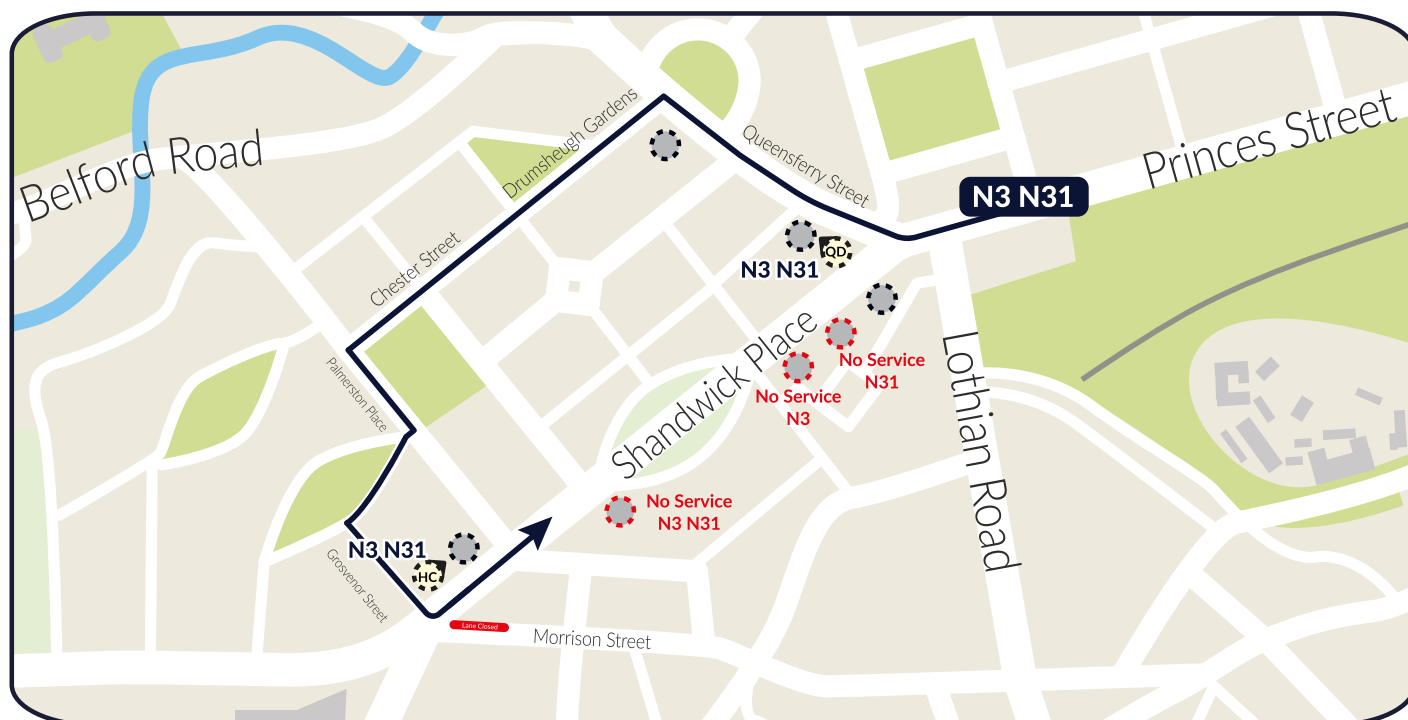 Belford Road
Drumsheugh Gardens
Queensferry Street
Princes Street
N3 N31
Chester Street
QD
N3 N31
Shandwick Place
No Service
N31
No Service
N3
Palmerston Place
Lothian Road
No Service
N3 N31
N3 N31
HC
Grosvenor Street
Lane Closed
Morrison Street